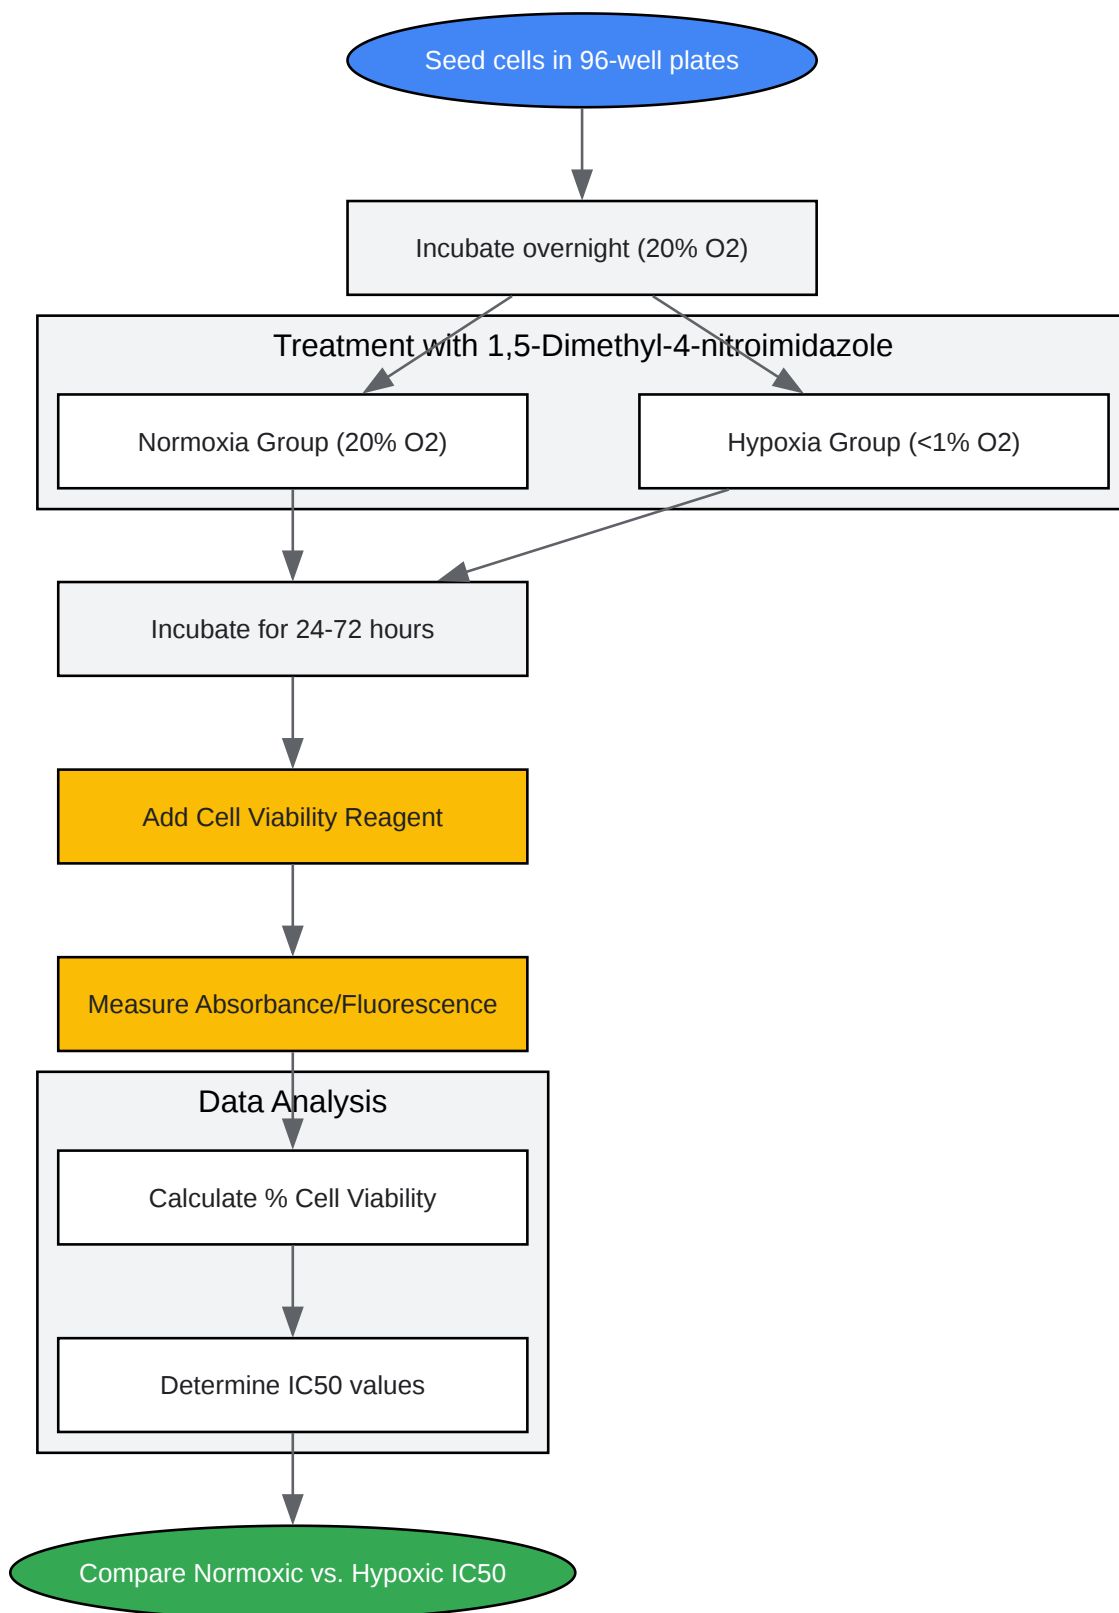 Seed cells in 96-well plates
Incubate overnight (20% O2)
Treatment with 1,5-Dimethyl-4-nitroimidazole
Normoxia Group (20% O2)
Hypoxia Group (<1% O2)
Incubate for 24-72 hours
Add Cell Viability Reagent
Measure Absorbance/Fluorescence
Data Analysis
Calculate % Cell Viability
Determine IC50 values
Compare Normoxic vs. Hypoxic IC50